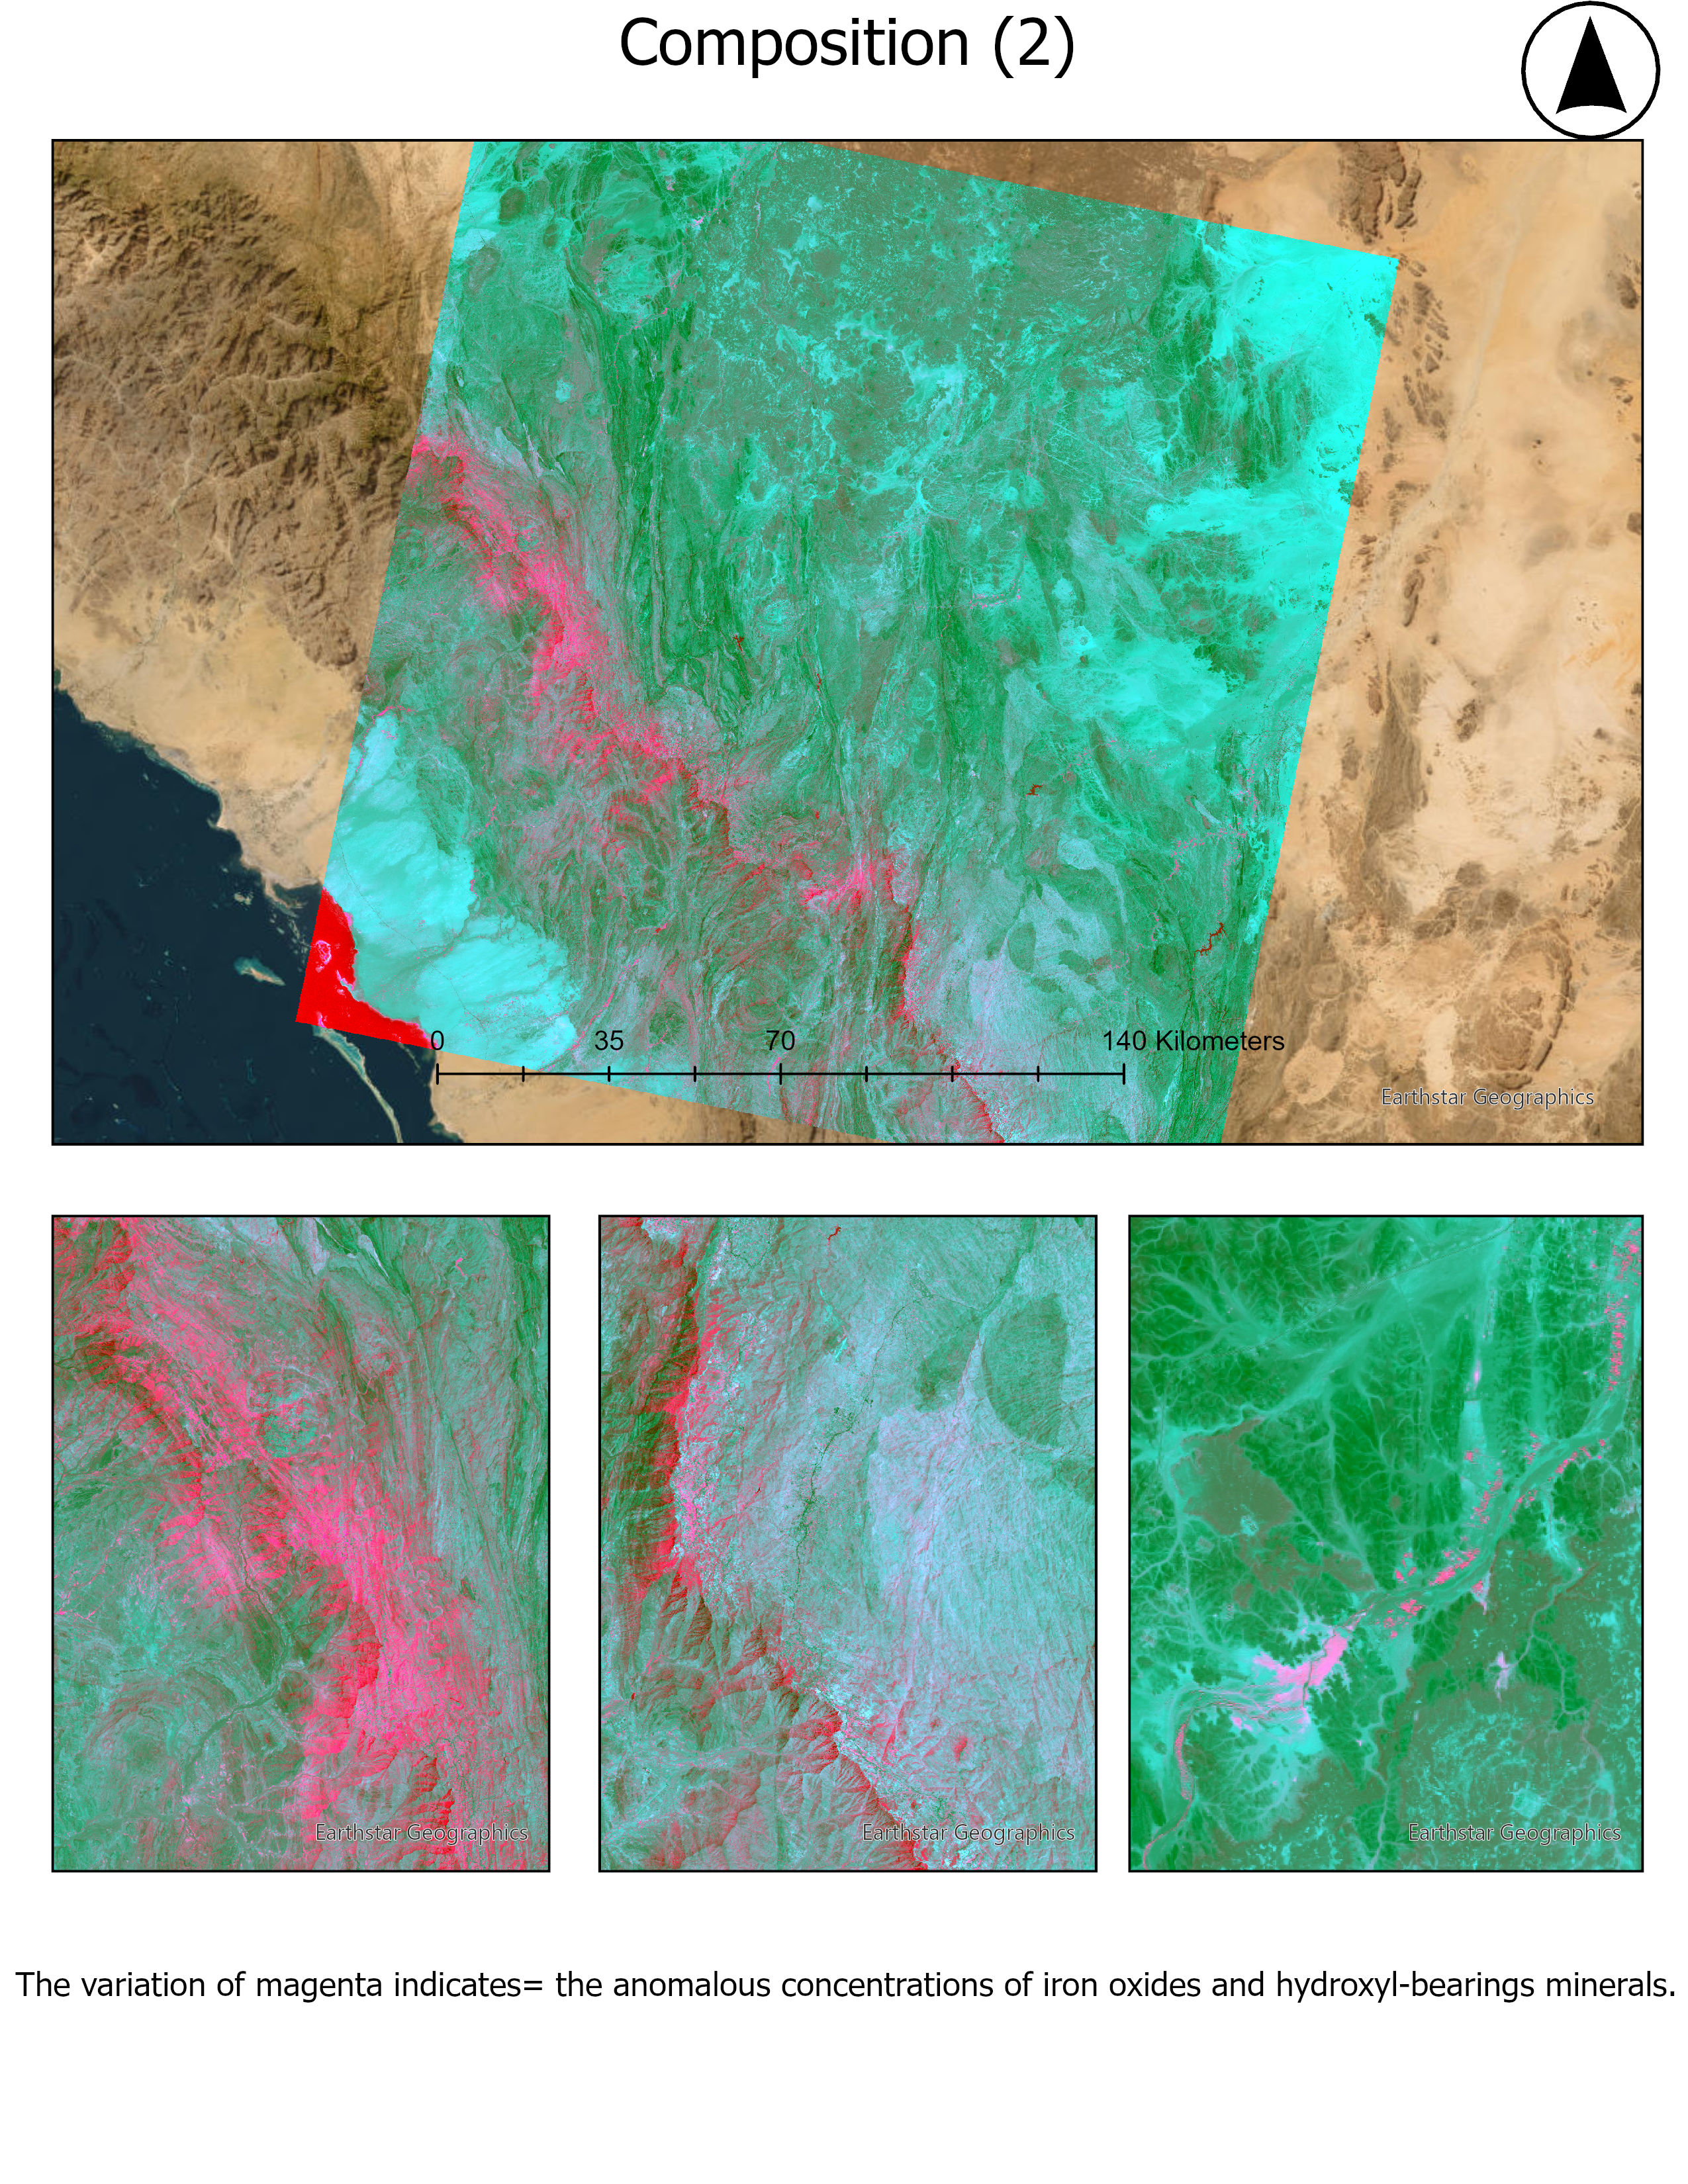 Composition (2)
0 35 70 140 Kilometers
Earthstar Geographics
Earthstar Geographics
Earthstar Geographics
Earthstar Geographics
The variation of magenta indicates= the anomalous concentrations of iron oxides and hydroxyl-bearings minerals.